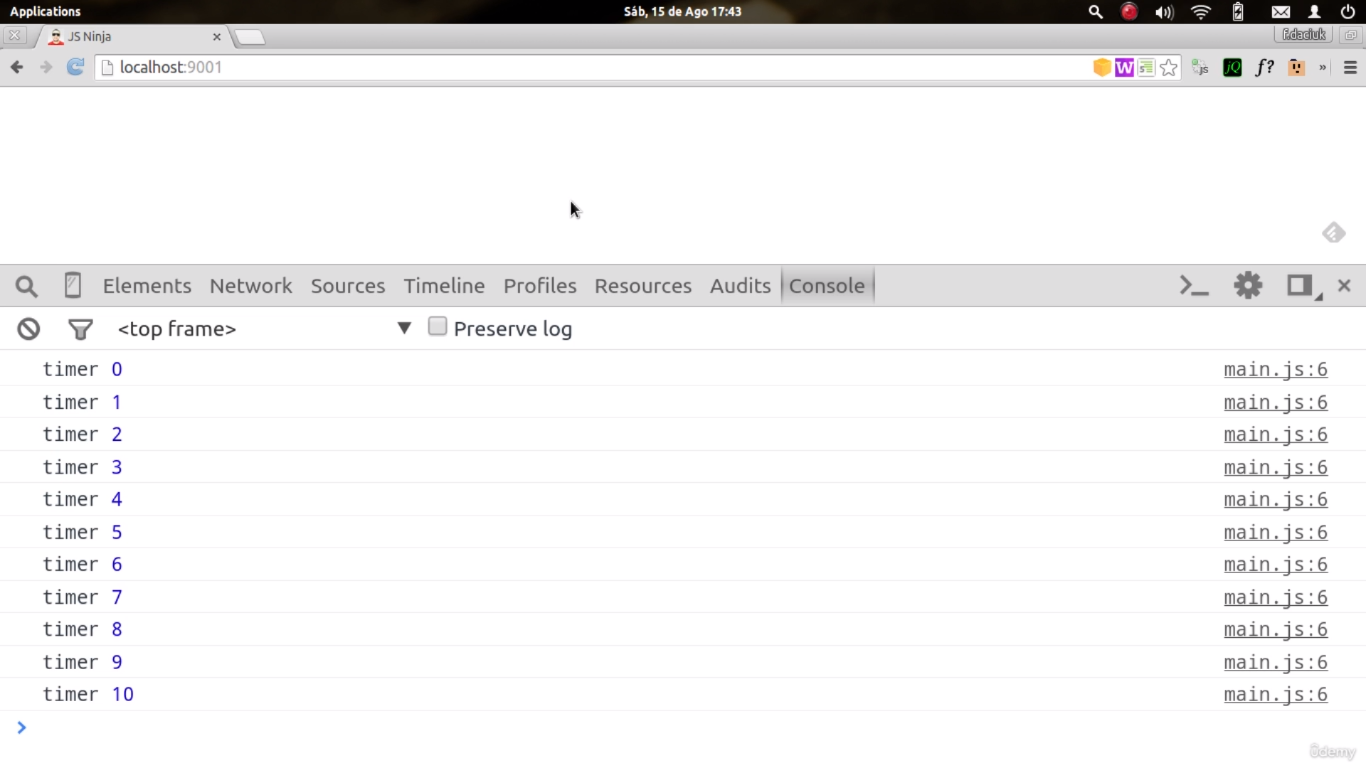 Applications
Sáb, 15 de Ago 17:43
JS Ninja
f.daciuk
localhost:9001
W
js
jQ
f?
»
Elements Network Sources Timeline Profiles Resources Audits Console
<top frame> Preserve log
timer 0 main.js:6
timer 1 main.js:6
timer 2 main.js:6
timer 3 main.js:6
timer 4 main.js:6
timer 5 main.js:6
timer 6 main.js:6
timer 7 main.js:6
timer 8 main.js:6
timer 9 main.js:6
timer 10 main.js:6
ûdemy